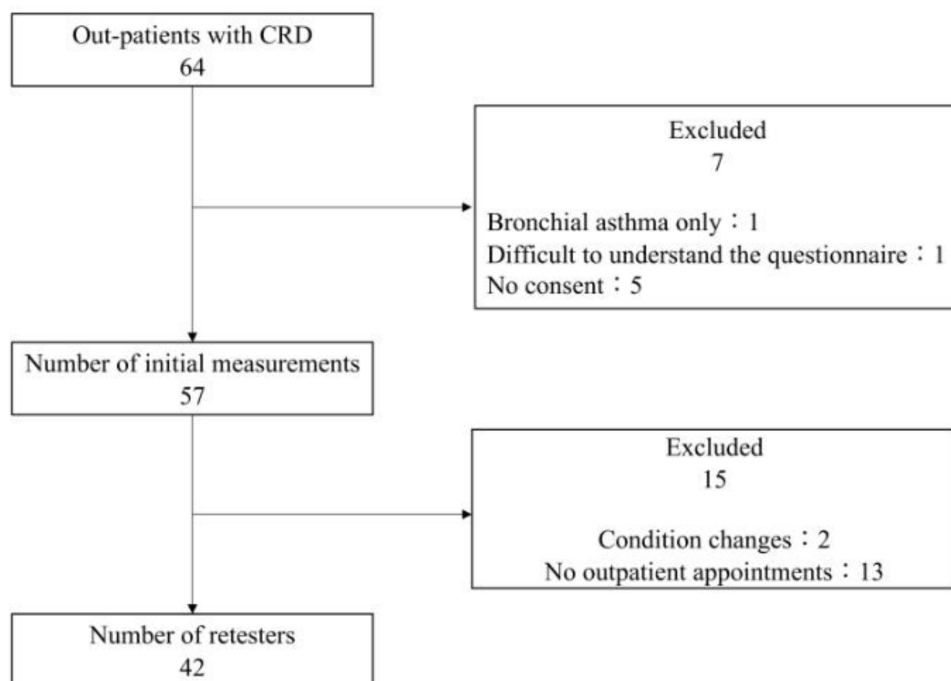 Out-patients with CRD
64
Excluded
7
Bronchial asthma only：1
Difficult to understand the questionnaire：1
No consent：5
Number of initial measurements
57
Excluded
15
Condition changes：2
No outpatient appointments：13
Number of retesters
42